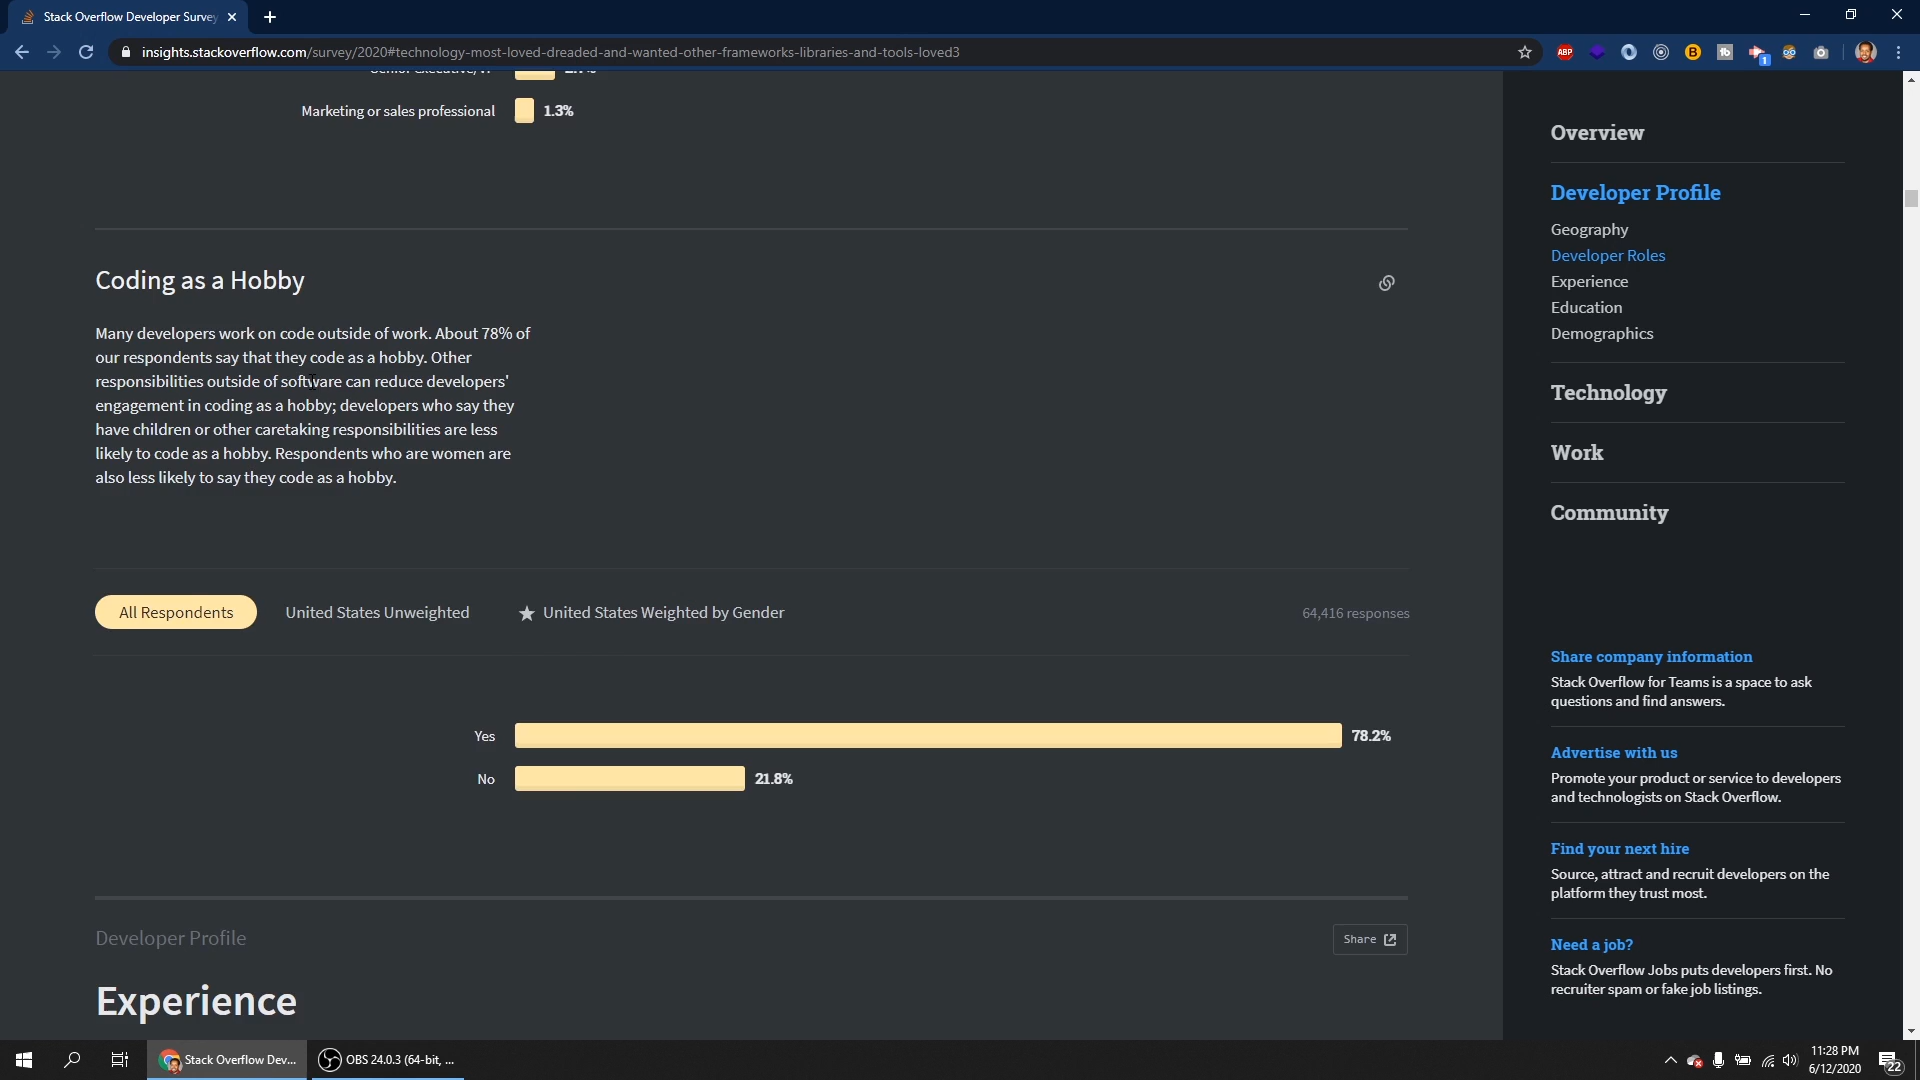 Stack Overflow Developer Survey
insights.stackoverflow.com/survey/2020#technology-most-loved-dreaded-and-wanted-other-frameworks-libraries-and-tools-loved3
ABP
B
tb
1
Marketing or sales professional 1.3%
Coding as a Hobby
Many developers work on code outside of work. About 78% of
our respondents say that they code as a hobby. Other
responsibilities outside of software can reduce developers'
engagement in coding as a hobby; developers who say they
have children or other caretaking responsibilities are less
likely to code as a hobby. Respondents who are women are
also less likely to say they code as a hobby.
All Respondents United States Unweighted ★ United States Weighted by Gender 64,416 responses
Yes 78.2%
No 21.8%
Developer Profile Share
Experience
Overview
Developer Profile
Geography
Developer Roles
Experience
Education
Demographics
Technology
Work
Community
Share company information
Stack Overflow for Teams is a space to ask
questions and find answers.
Advertise with us
Promote your product or service to developers
and technologists on Stack Overflow.
Find your next hire
Source, attract and recruit developers on the
platform they trust most.
Need a job?
Stack Overflow Jobs puts developers first. No
recruiter spam or fake job listings.
Stack Overflow Dev... OBS 24.0.3 (64-bit, ...
11:28 PM
6/12/2020
22